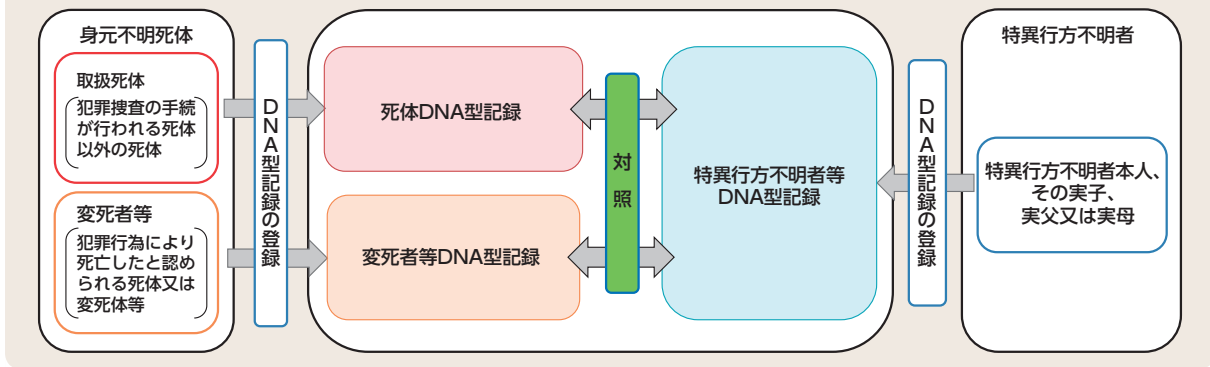 身元不明死体
取扱死体
犯罪捜査の手続
が行われる死体
以外の死体
変死者等
犯罪行為により
死亡したと認め
られる死体又は
変死体等
DNA型記録の登録
死体DNA型記録
変死者等DNA型記録
対照
特異行方不明者等
DNA型記録
DNA型記録の登録
特異行方不明者
特異行方不明者本人、
その実子、
実父又は実母